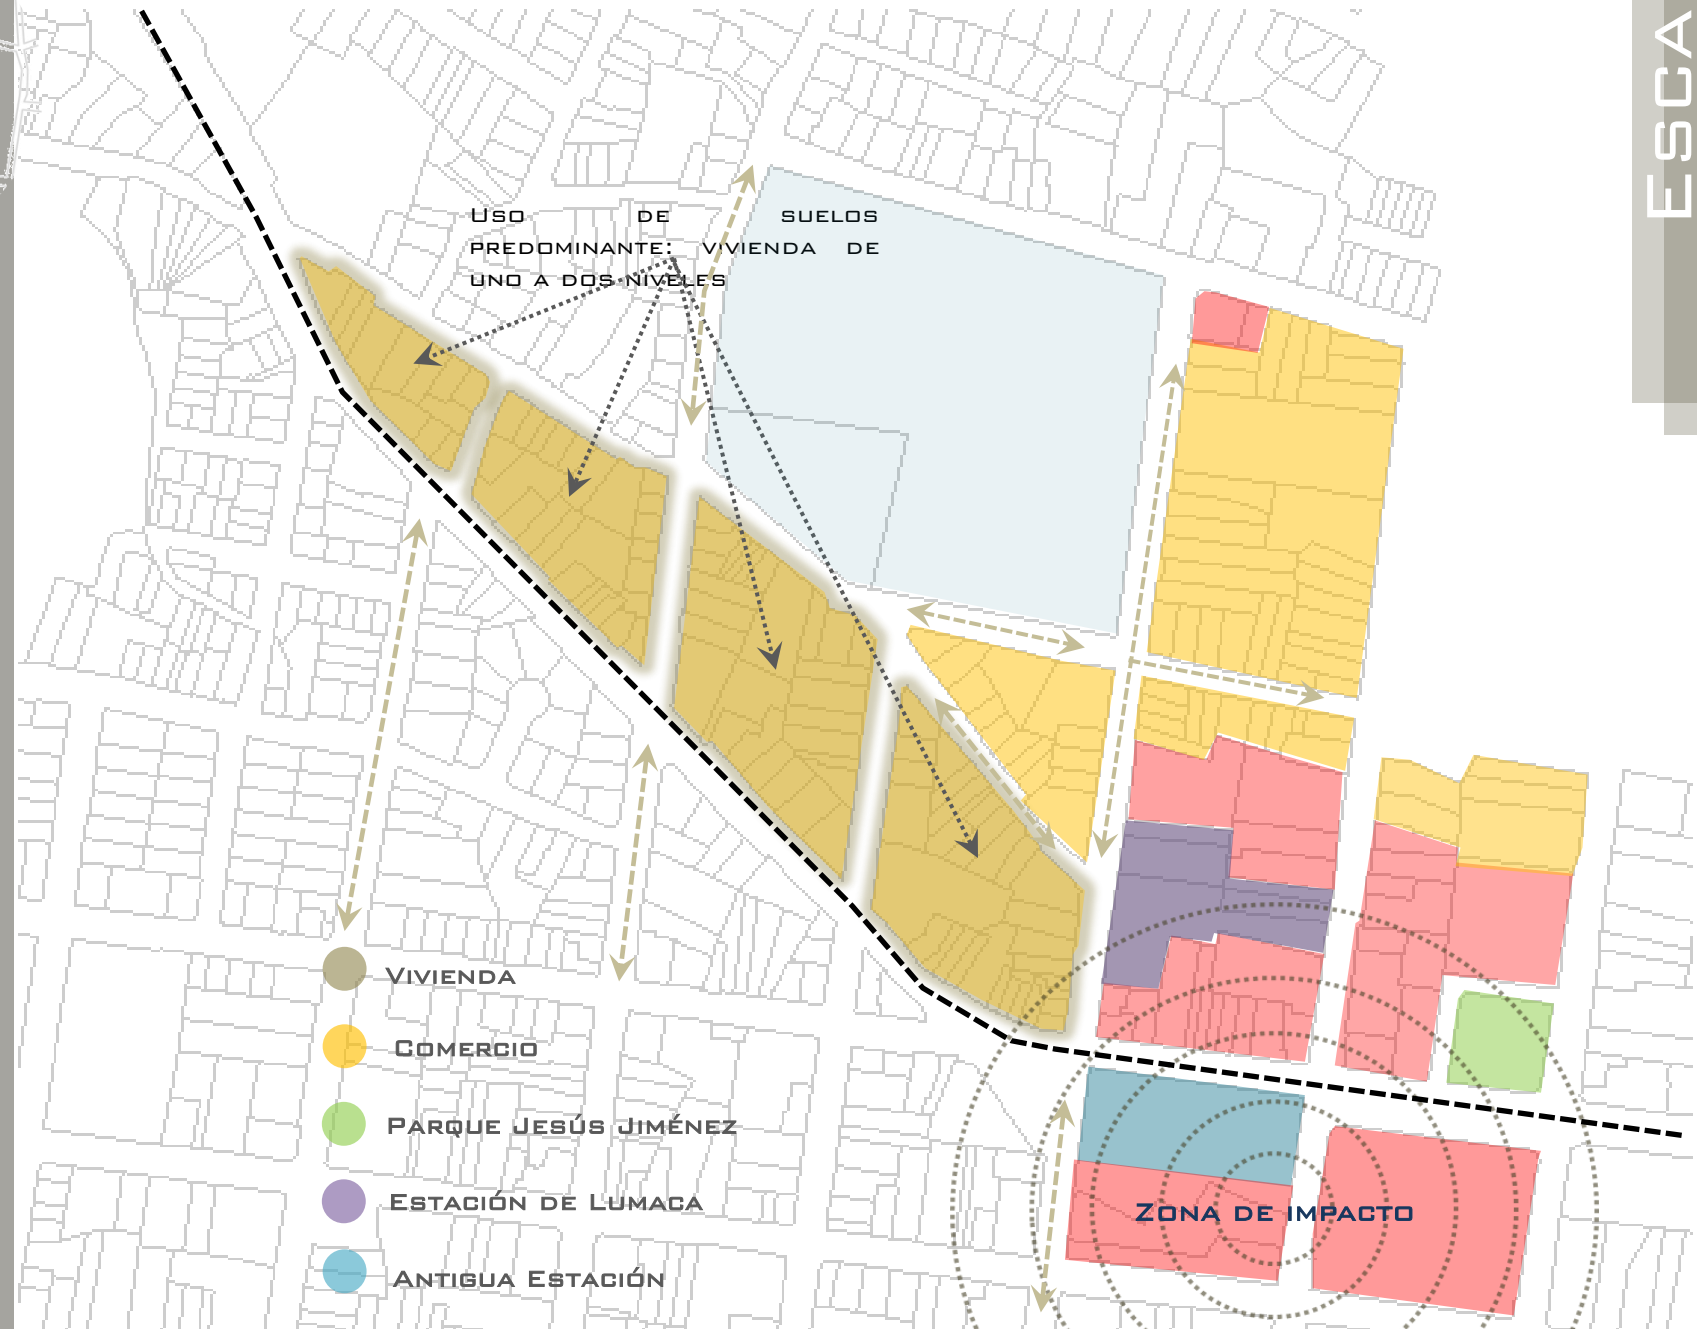 ESCA
USO DE SUELOS
PREDOMINANTE: VIVIENDA DE
UNO A DOS NIVELES
VIVIENDA
COMERCIO
PARQUE JESÚS JIMÉNEZ
ESTACIÓN DE LUMACA
ANTIGUA ESTACIÓN
ZONA DE IMPACTO